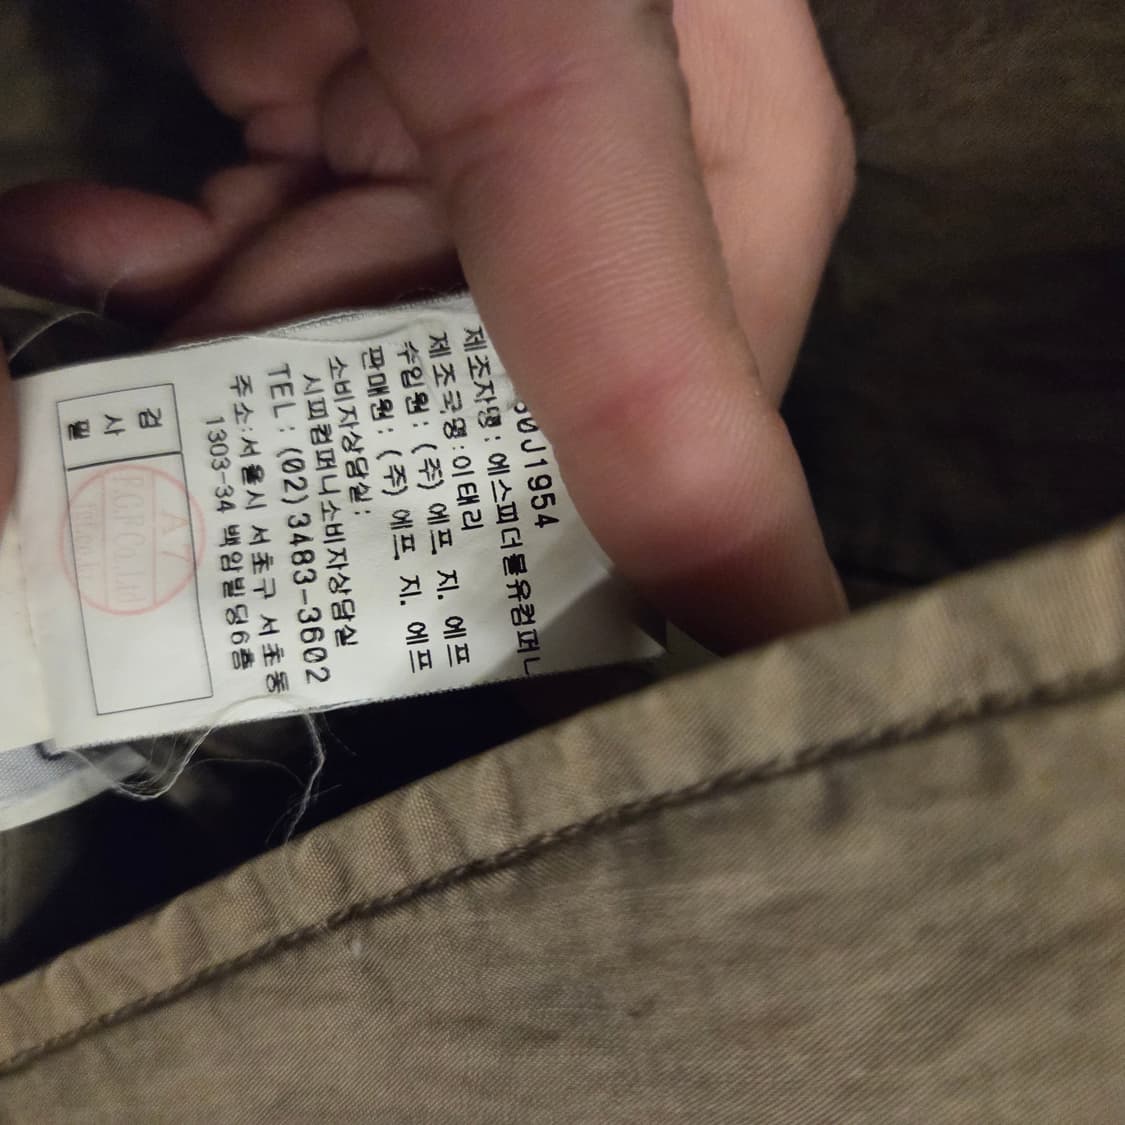 30J1954
제조자명: 에스피더블유컴퍼니
제조국명:이태리
수입원: (주) 에프. 지. 에프
판매원: (주) 에프. 지. 에프
소비자상담실:
시피컴퍼니소비자상담실
TEL: (02)3483-3602
주소:서울시 서초구 서초동
1303-34 백암빌딩6층
검사필
A 7